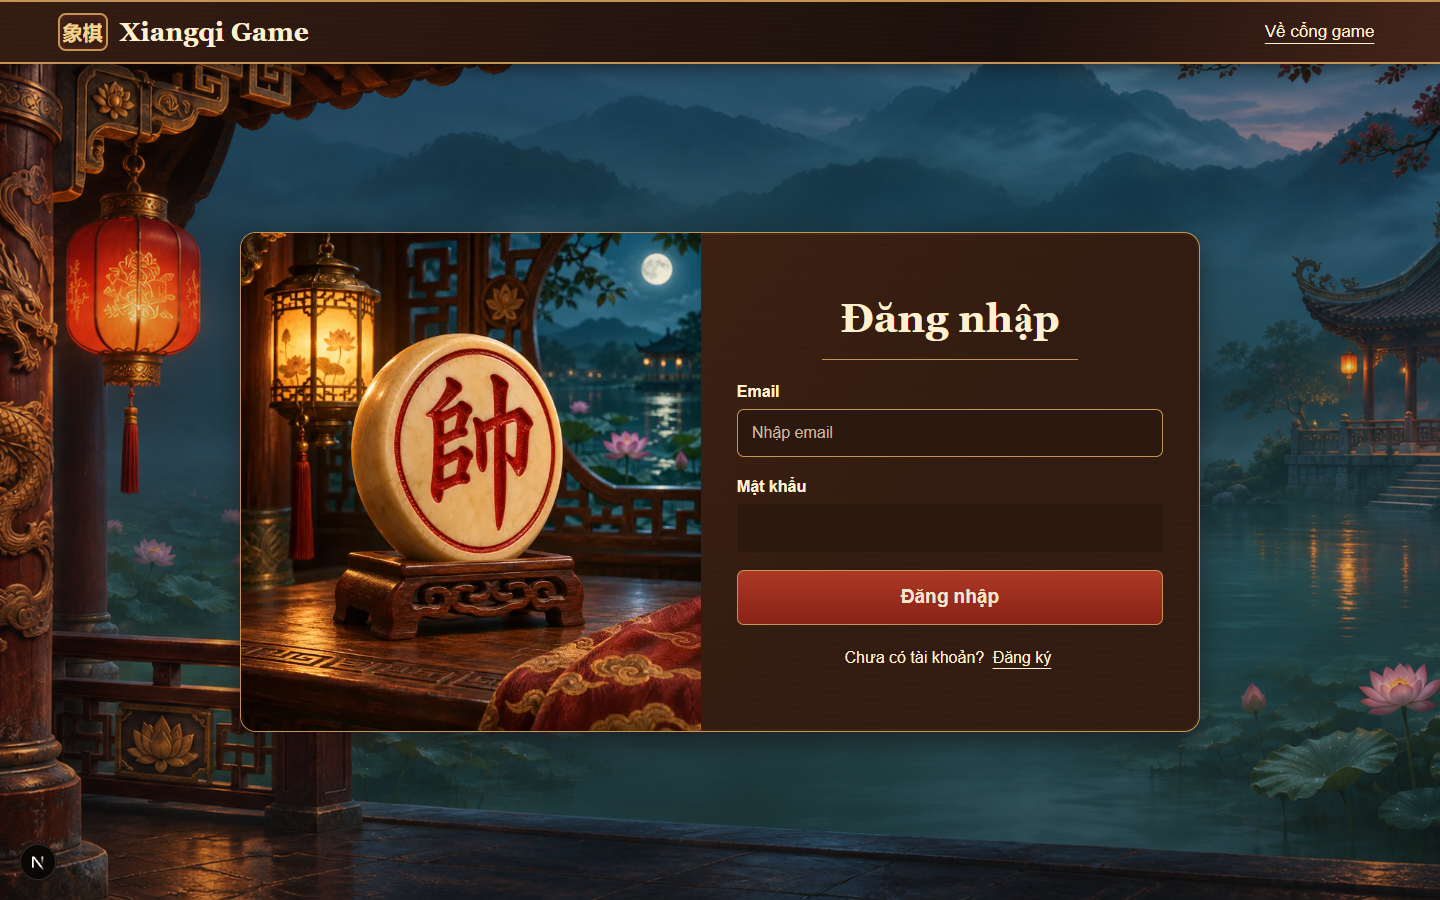 象棋 Xiangqi Game
Về cổng game
帥
Đăng nhập
Email
Nhập email
Mật khẩu
Đăng nhập
Chưa có tài khoản? Đăng ký
N